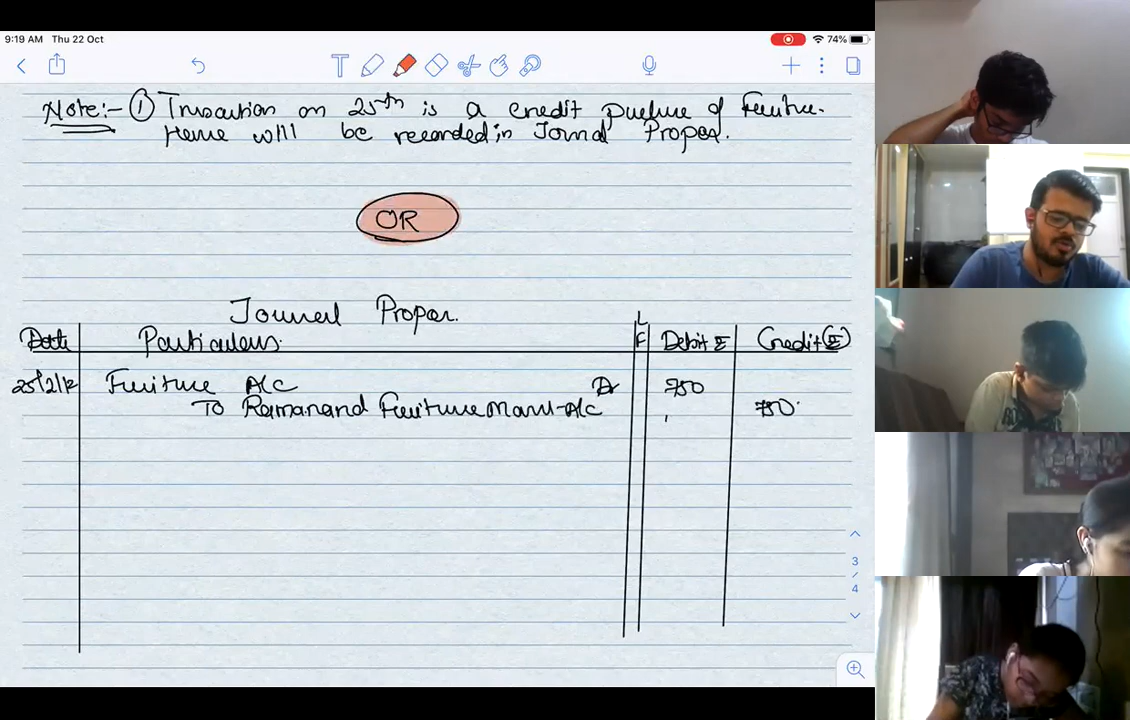 9:19 AM Thu 22 Oct 74%
T
Note:- ① Transaction on 25th is a credit purchase of Furniture.
Hence will be recorded in Journal Proper.
OR
Journal Proper.
Date Particulars. LF Debit ₹ Credit (₹)
25/2/12 Furniture A/c Dr 750
To Ramanand Furniture Manu-A/c 750
3
/
4